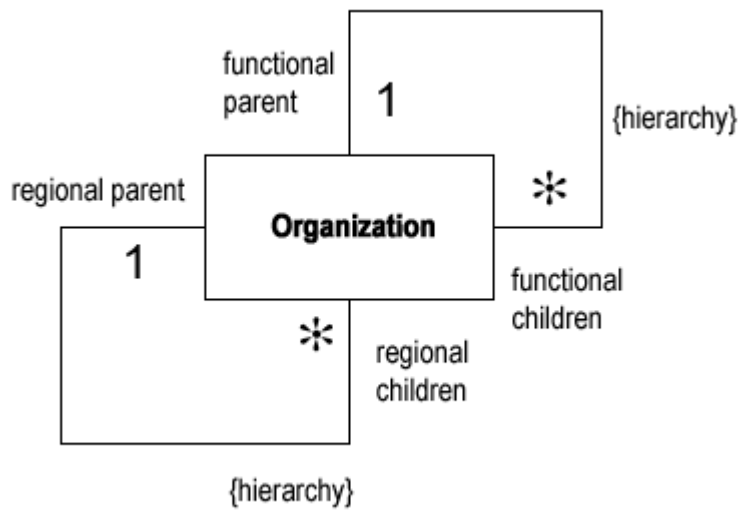 functional
parent
1
{hierarchy}
regional parent
*
Organization
1
functional
children
*
regional
children
{hierarchy}